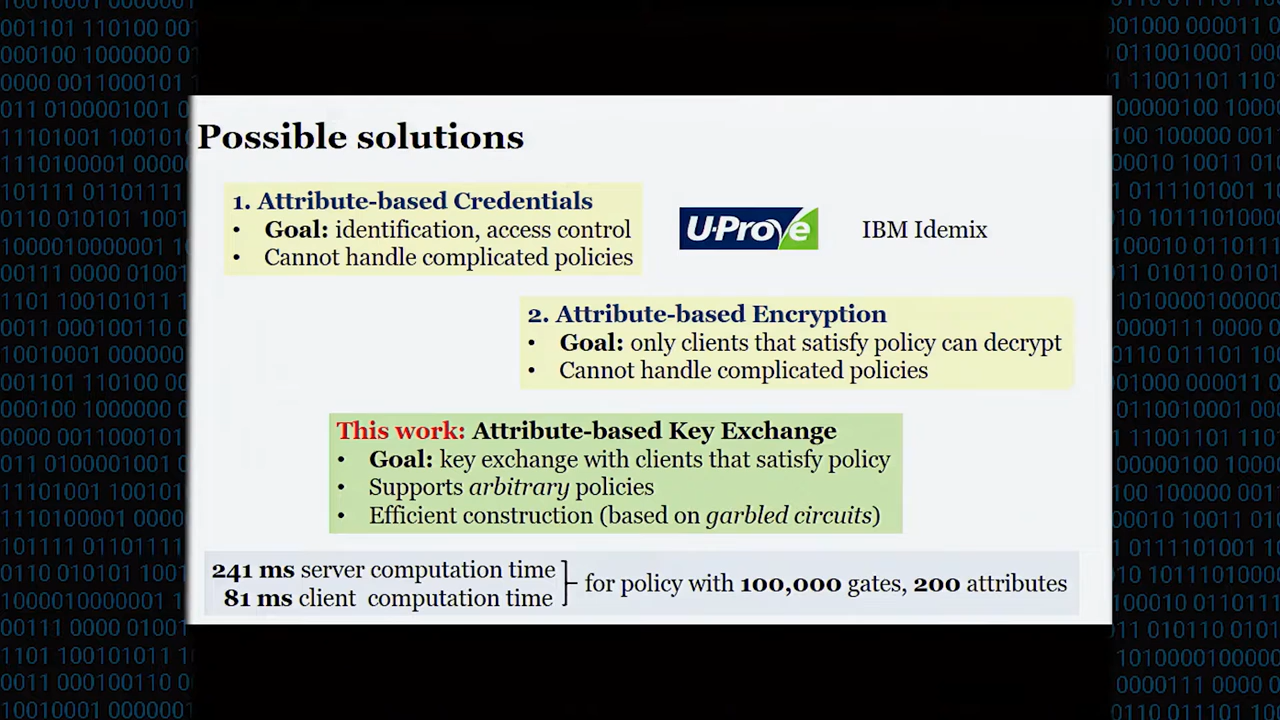 Possible solutions
1. Attribute-based Credentials
• Goal: identification, access control
• Cannot handle complicated policies
U-Prove
IBM Idemix
2. Attribute-based Encryption
• Goal: only clients that satisfy policy can decrypt
• Cannot handle complicated policies
This work: Attribute-based Key Exchange
• Goal: key exchange with clients that satisfy policy
• Supports arbitrary policies
• Efficient construction (based on garbled circuits)
241 ms server computation time
81 ms client computation time
for policy with 100,000 gates, 200 attributes